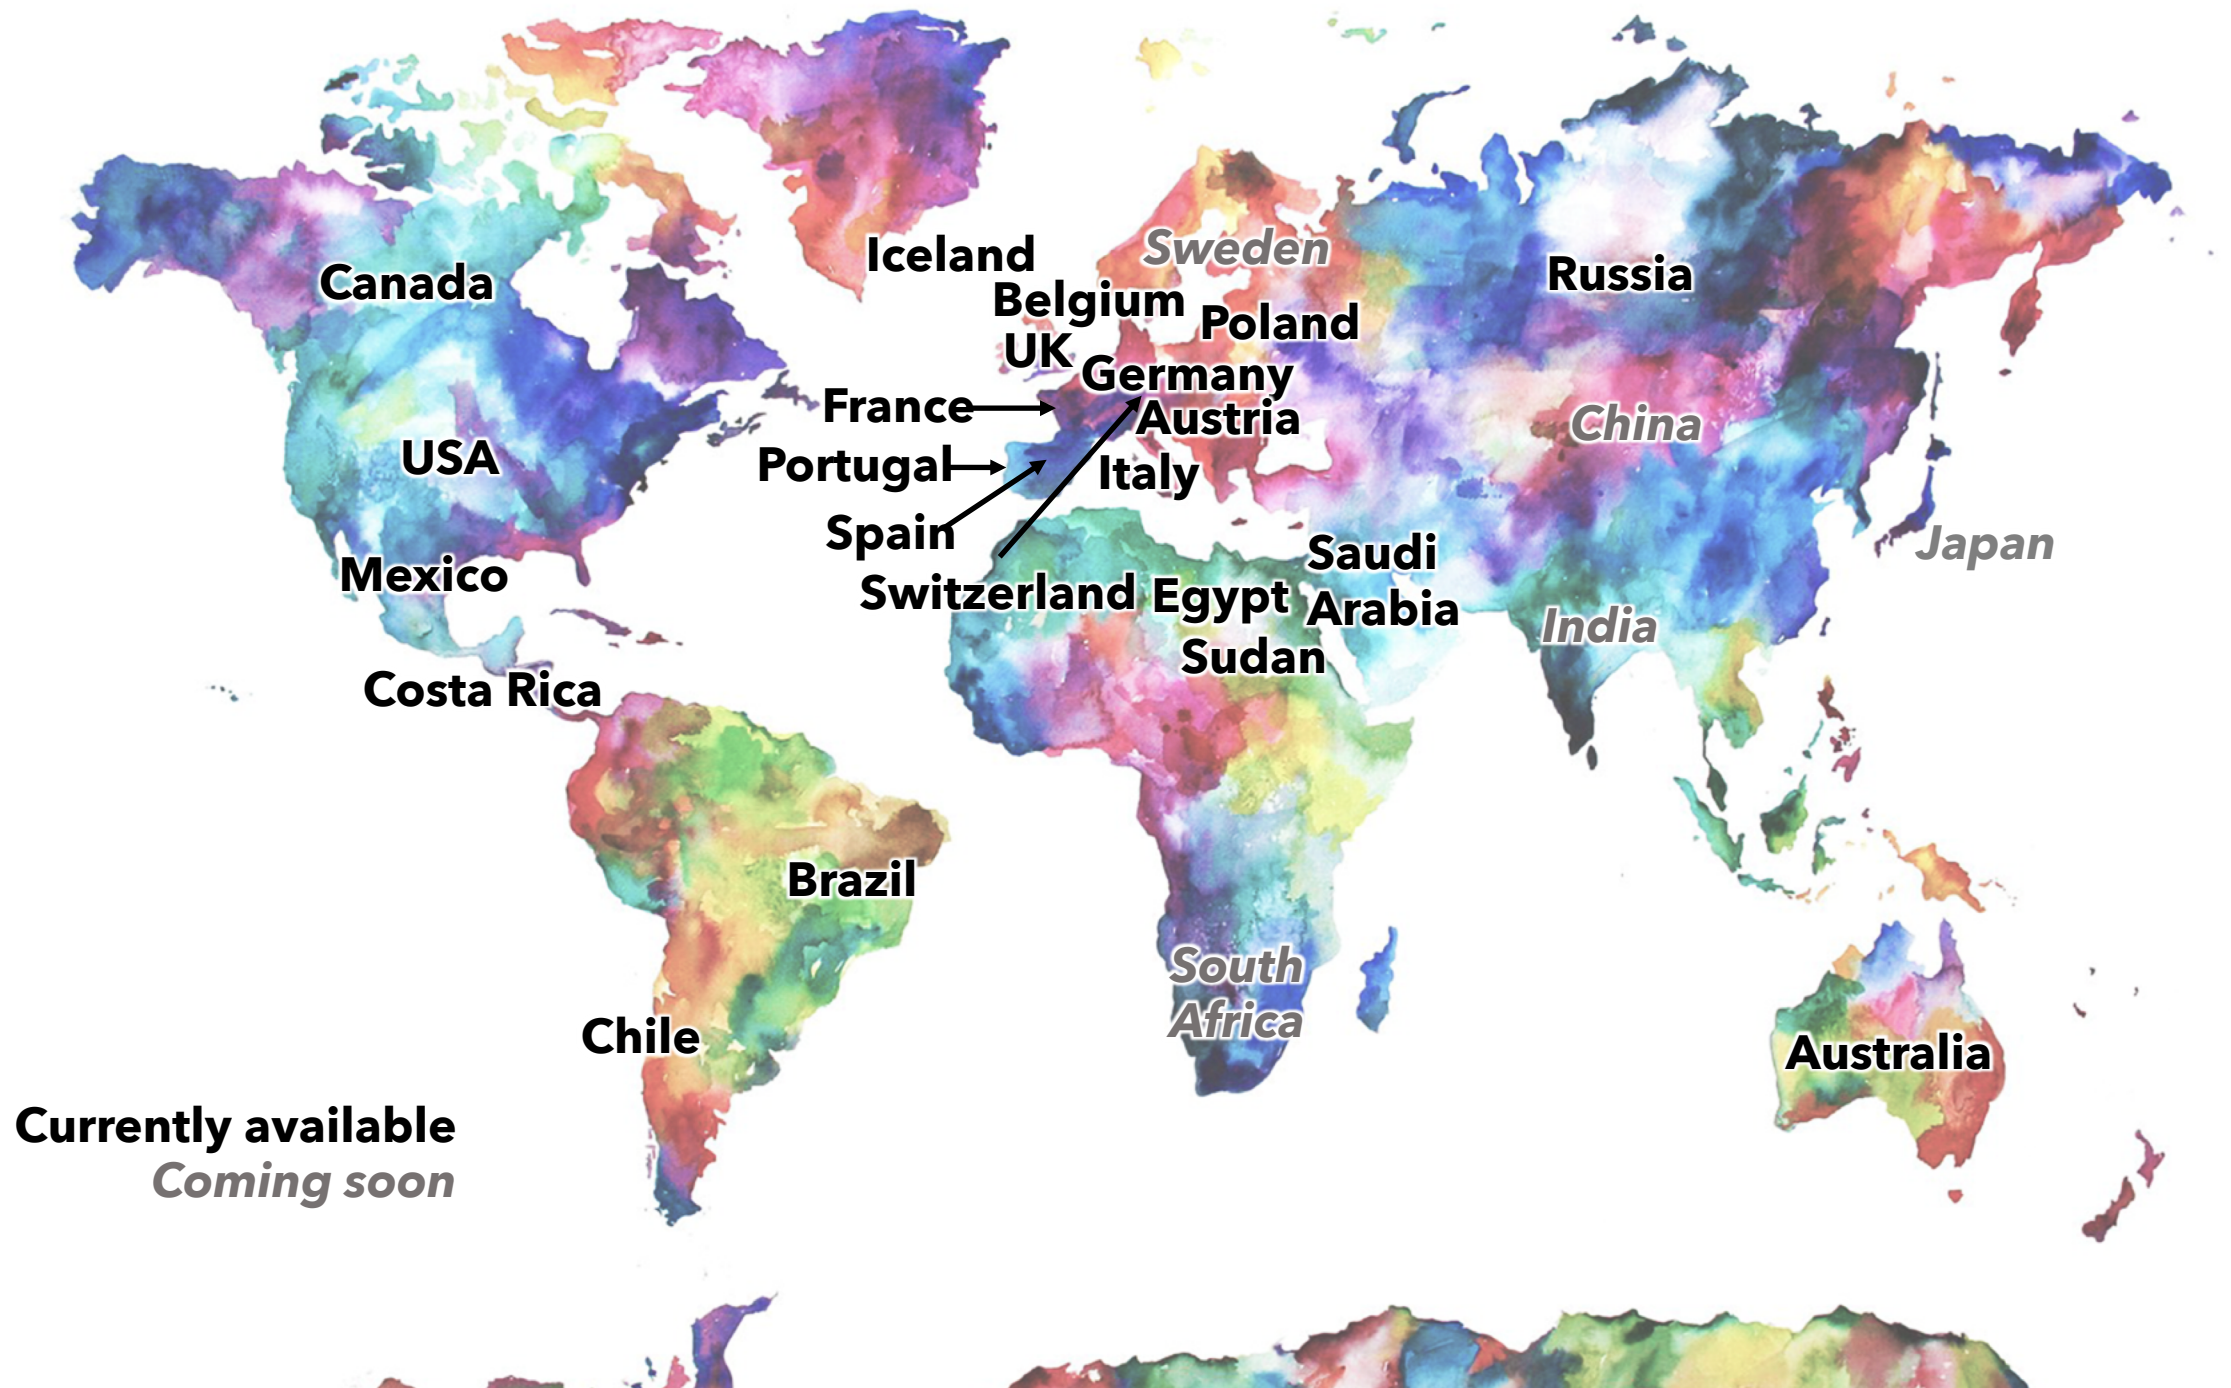 Iceland
Sweden
Canada
Russia
Belgium
Poland
UK
Germany
France
Austria
China
USA
Portugal
Italy
Spain
Japan
Saudi
Arabia
Mexico
Switzerland
Egypt
India
Sudan
Costa Rica
Brazil
South
Africa
Chile
Australia
Currently available
Coming soon